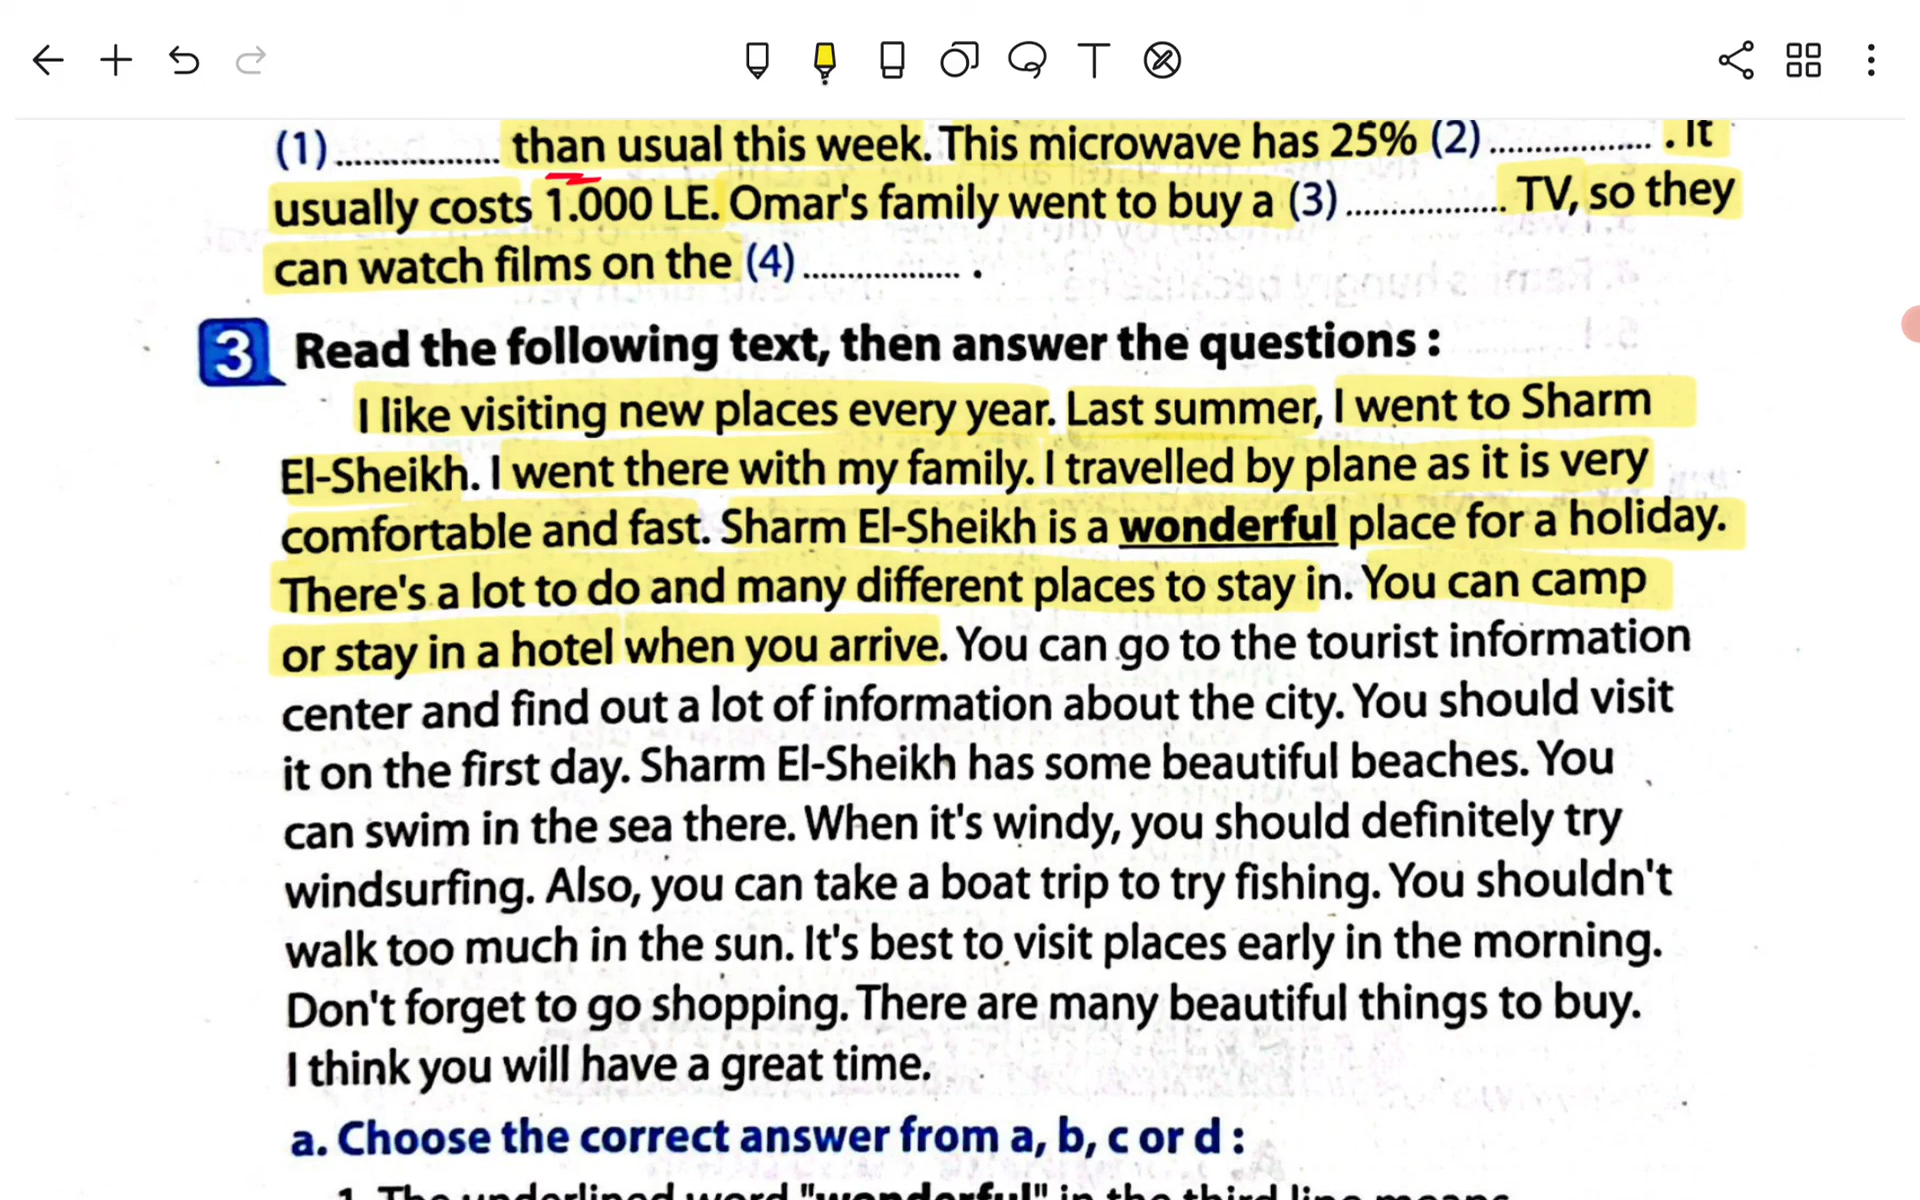 (1) .................. than usual this week. This microwave has 25% (2) .................. . It
usually costs 1.000 LE. Omar's family went to buy a (3) .................. TV, so they
can watch films on the (4) .................. .
3 Read the following text, then answer the questions :
I like visiting new places every year. Last summer, I went to Sharm
El-Sheikh. I went there with my family. I travelled by plane as it is very
comfortable and fast. Sharm El-Sheikh is a wonderful place for a holiday.
There's a lot to do and many different places to stay in. You can camp
or stay in a hotel when you arrive. You can go to the tourist information
center and find out a lot of information about the city. You should visit
it on the first day. Sharm El-Sheikh has some beautiful beaches. You
can swim in the sea there. When it's windy, you should definitely try
windsurfing. Also, you can take a boat trip to try fishing. You shouldn't
walk too much in the sun. It's best to visit places early in the morning.
Don't forget to go shopping. There are many beautiful things to buy.
I think you will have a great time.
a. Choose the correct answer from a, b, c or d :
1. The underlined word "wonderful" in the third line means